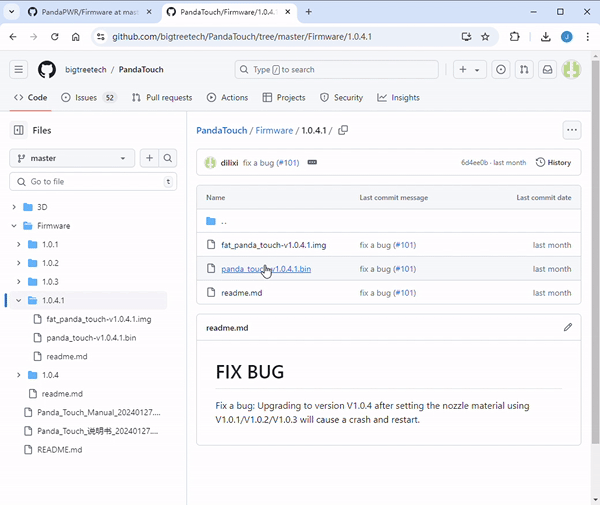 PandaPWR/Firmware at mast
PandaTouch/Firmware/1.0.4.
github.com/bigtreetech/PandaTouch/tree/master/Firmware/1.0.4.1
J
bigtreetech / PandaTouch
Type / to search
Code
Issues 52
Pull requests
Actions
Projects
Security
Insights
Files
master
Go to file
t
3D
Firmware
1.0.1
1.0.2
1.0.3
1.0.4.1
fat_panda_touch-v1.0.4.1.img
panda_touch-v1.0.4.1.bin
readme.md
1.0.4
readme.md
Panda_Touch_Manual_20240127....
Panda_Touch_说明书_20240127....
README.md
PandaTouch / Firmware / 1.0.4.1 /
dilixi fix a bug (#101)
6d4ee0b · last month
History
Name Last commit message Last commit date
..
fat_panda_touch-v1.0.4.1.img fix a bug (#101) last month
panda_touch-v1.0.4.1.bin fix a bug (#101) last month
readme.md fix a bug (#101) last month
readme.md
FIX BUG
Fix a bug: Upgrading to version V1.0.4 after setting the nozzle material using
V1.0.1/V1.0.2/V1.0.3 will cause a crash and restart.